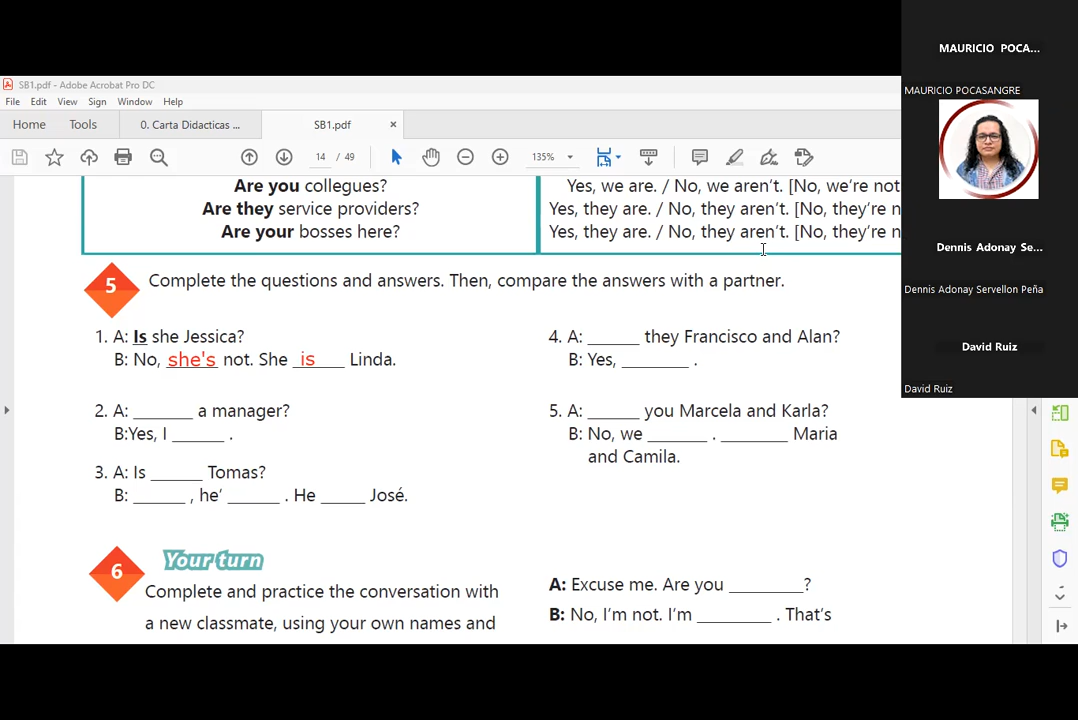 SB1.pdf - Adobe Acrobat Pro DC
File Edit View Sign Window Help
Home Tools 0. Carta Didacticas ... SB1.pdf ×
14 / 49 135%
Are you collegues? Yes, we are. / No, we aren't. [No, we're not
Are they service providers? Yes, they are. / No, they aren't. [No, they're n
Are your bosses here? Yes, they are. / No, they aren't. [No, they're n
5 Complete the questions and answers. Then, compare the answers with a partner.
1. A: Is she Jessica?
B: No, she's not. She is Linda.
2. A: ______ a manager?
B:Yes, I _____ .
3. A: Is _____ Tomas?
B: _____ , he' _____ . He ____ José.
4. A: _____ they Francisco and Alan?
B: Yes, _______ .
5. A: _____ you Marcela and Karla?
B: No, we ______ . _______ Maria
and Camila.
6 Your turn
Complete and practice the conversation with
a new classmate, using your own names and
A: Excuse me. Are you ________?
B: No, I'm not. I'm ________ . That's
MAURICIO POCA...
MAURICIO POCASANGRE
Dennis Adonay Se...
Dennis Adonay Servellon Peña
David Ruiz
David Ruiz